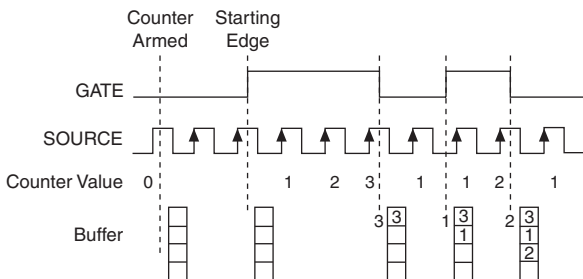 Counter Armed
Starting Edge
GATE
SOURCE
Counter Value 0 1 2 3 1 1 2 1
Buffer
3 3
1 3 1
2 3 1 2